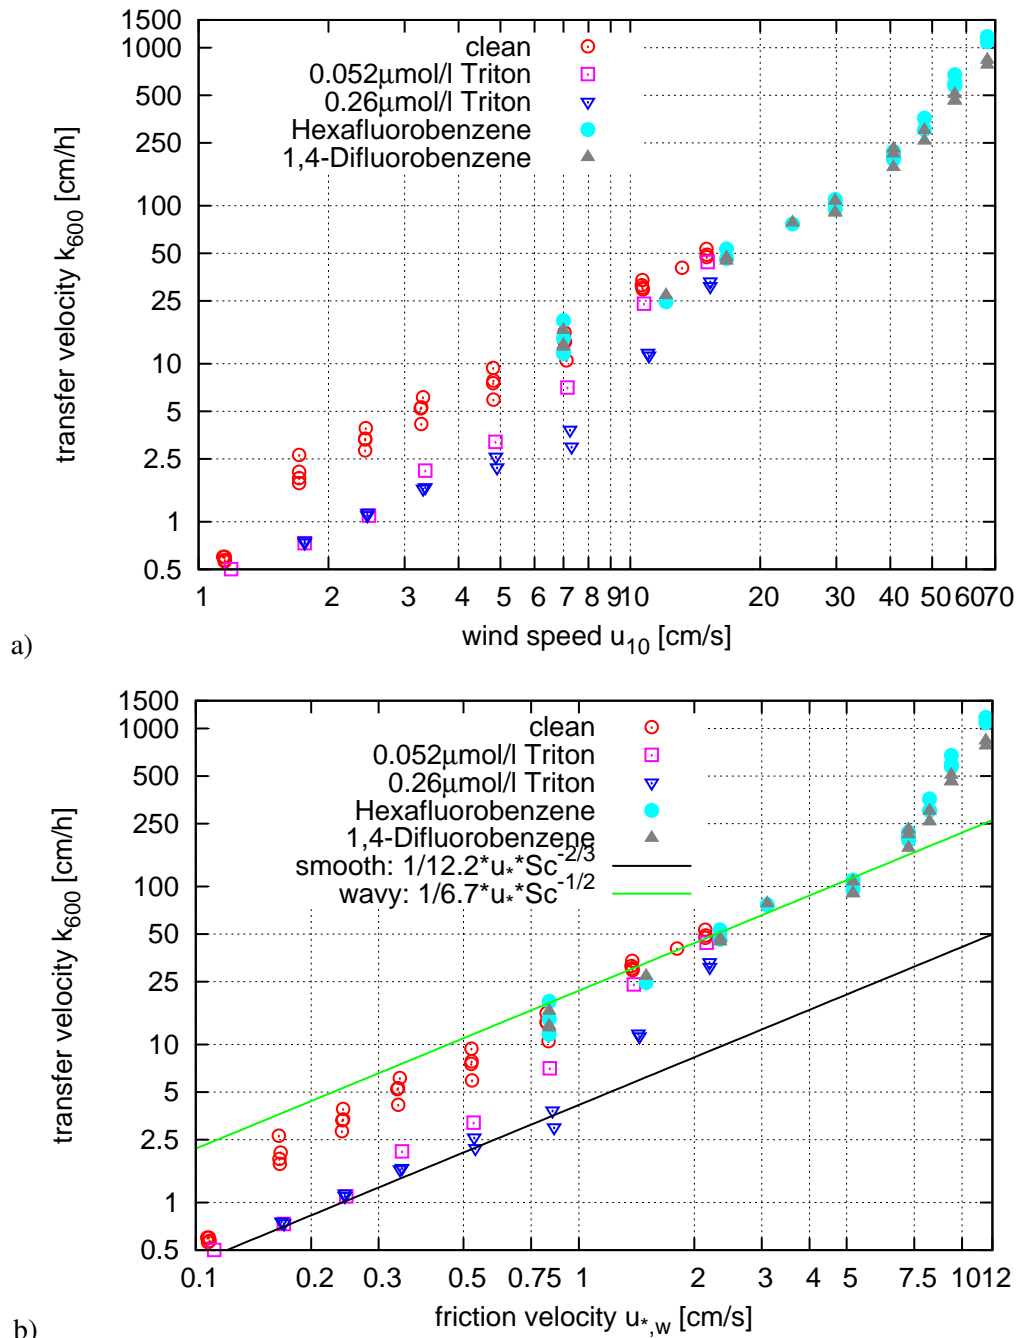 1500
1000
500
250
100
50
25
10
5
2.5
1
0.5
transfer velocity k600 [cm/h]
clean
0.052μmol/l Triton
0.26μmol/l Triton
Hexafluorobenzene
1,4-Difluorobenzene
1 2 3 4 5 6 7 8 910 20 30 40 50 60 70
wind speed u10 [cm/s]
a)
1500
1000
500
250
100
50
25
10
5
2.5
1
0.5
transfer velocity k600 [cm/h]
clean
0.052μmol/l Triton
0.26μmol/l Triton
Hexafluorobenzene
1,4-Difluorobenzene
smooth: 1/12.2*u**Sc-2/3
wavy: 1/6.7*u**Sc-1/2
0.1 0.2 0.3 0.5 0.75 1 2 3 4 5 7.5 1012
friction velocity u*,w [cm/s]
b)